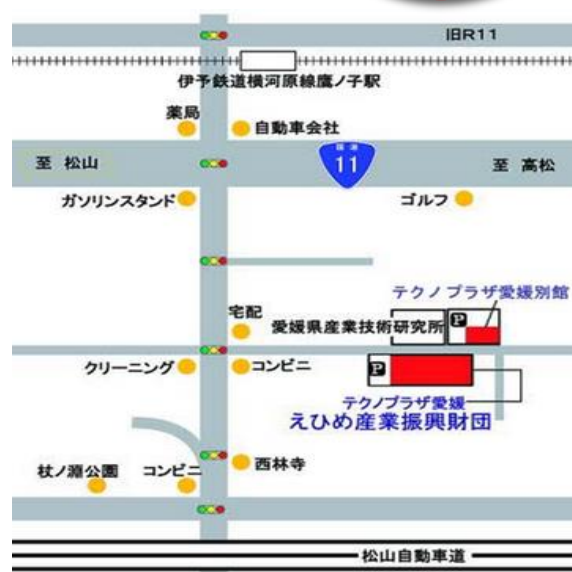 旧R11
伊予鉄道横河原線鷹ノ子駅
薬局
自動車会社
至 松山
国道
11
至 高松
ガソリンスタンド
ゴルフ
テクノプラザ愛媛別館
宅配
愛媛県産業技術研究所
P
クリーニング
コンビニ
P
テクノプラザ愛媛
えひめ産業振興財団
杖ノ淵公園
コンビニ
西林寺
松山自動車道